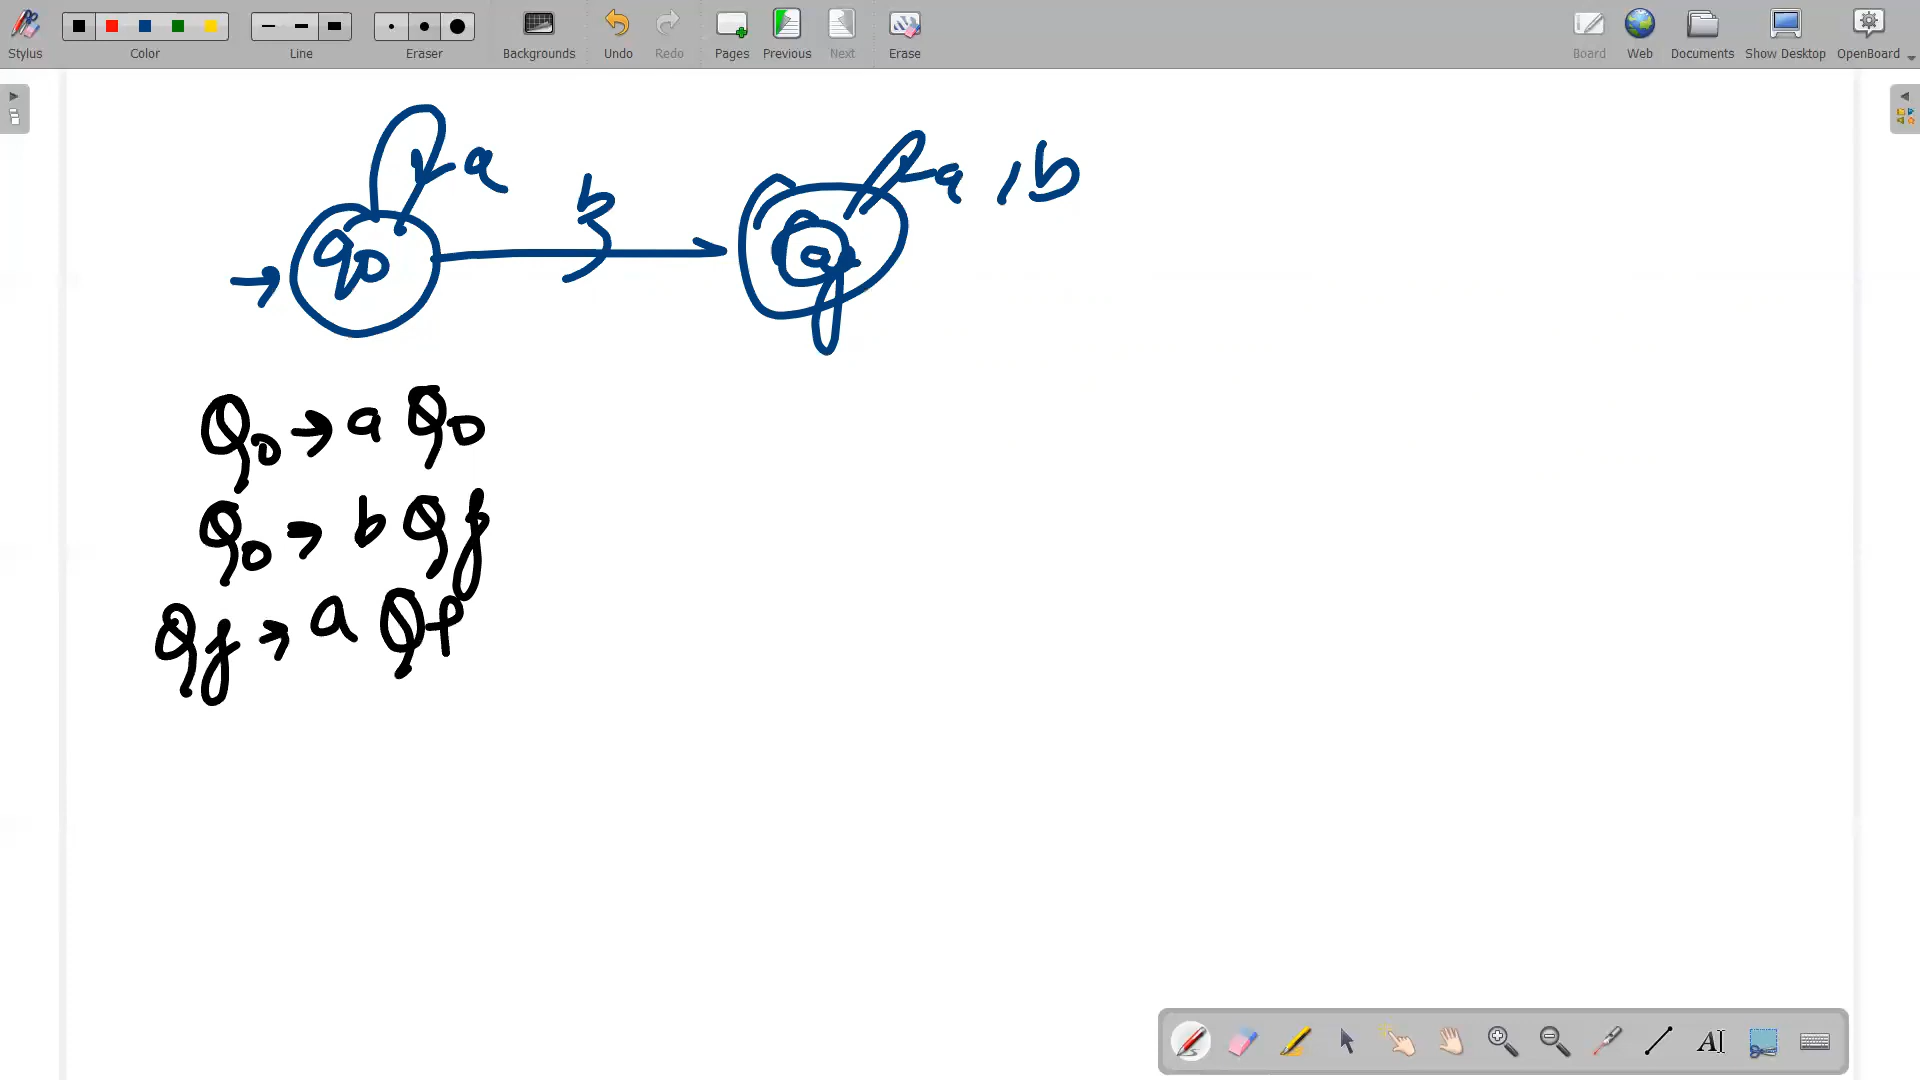 Stylus Color Line Eraser Backgrounds Undo Redo Pages Previous Next Erase Board Web Documents Show Desktop OpenBoard
a
b
a , b
q0
q
Q0 → a Q0
Q0 → b Qf
Qf → a Qf